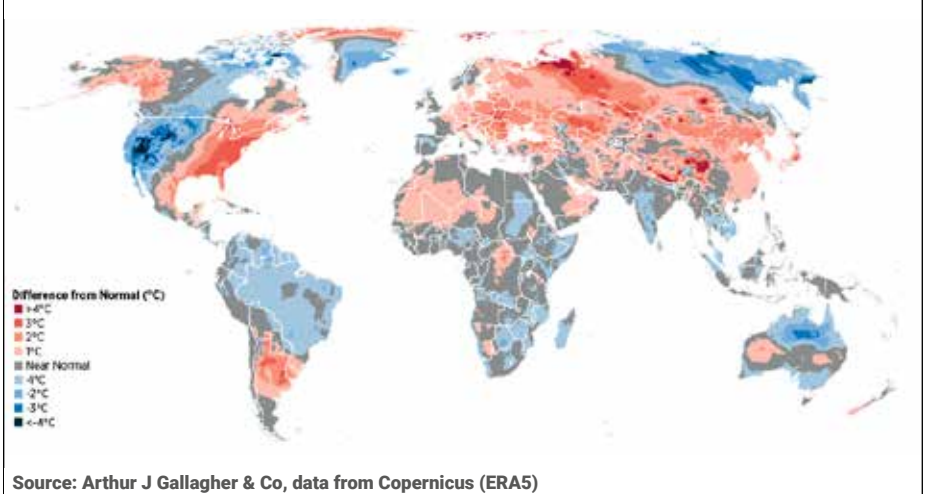 Difference from Normal (°C)
>4°C
3°C
2°C
1°C
Near Normal
-1°C
-2°C
-3°C
<-4°C
Source: Arthur J Gallagher & Co, data from Copernicus (ERA5)